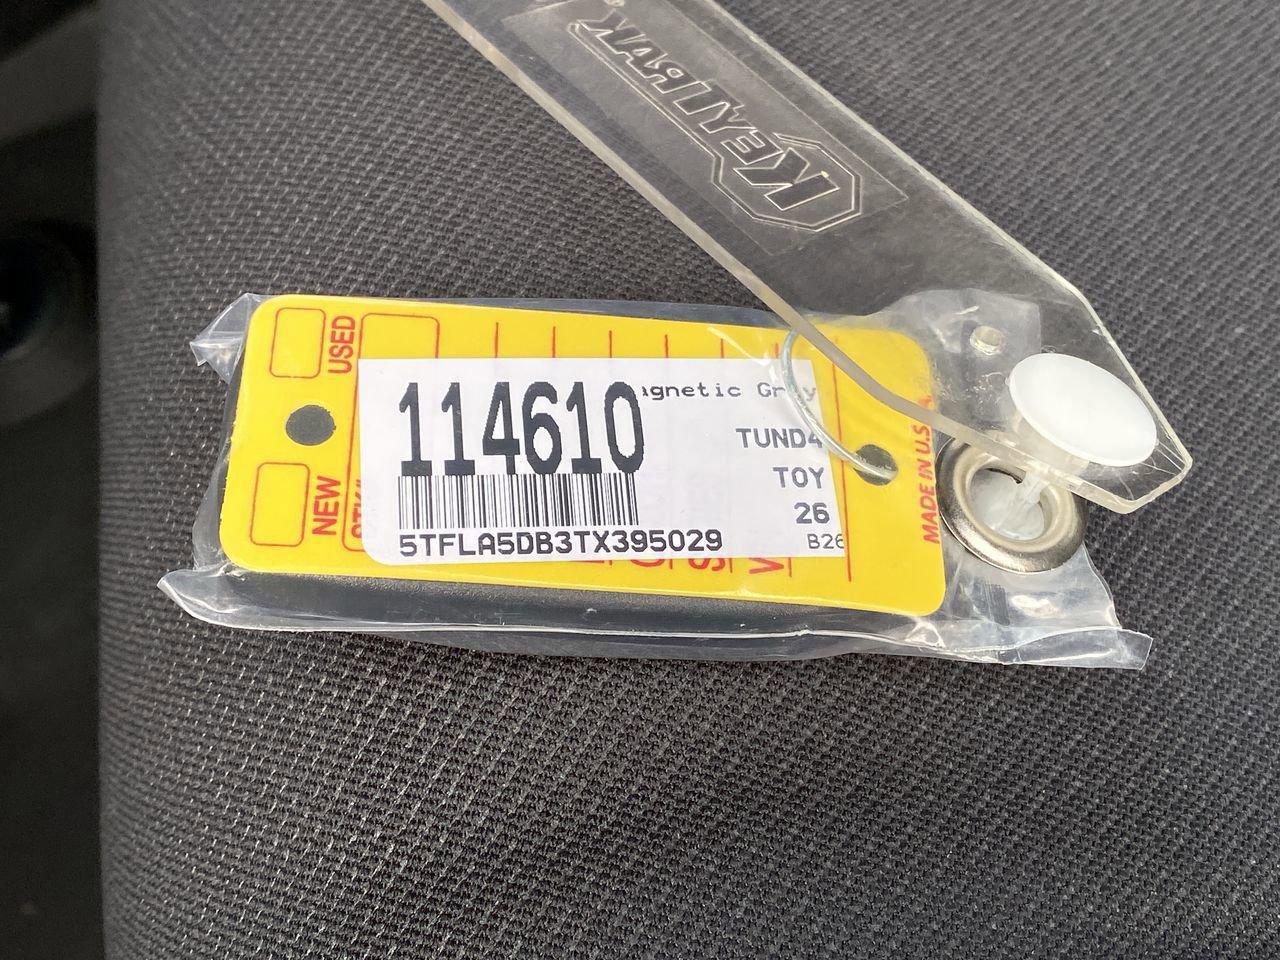 KEYTRAK
USED
NEW
114610
agnetic Gray
TUND4
TOY
26
5TFLA5DB3TX395029
B26
MADE IN U.S.A.